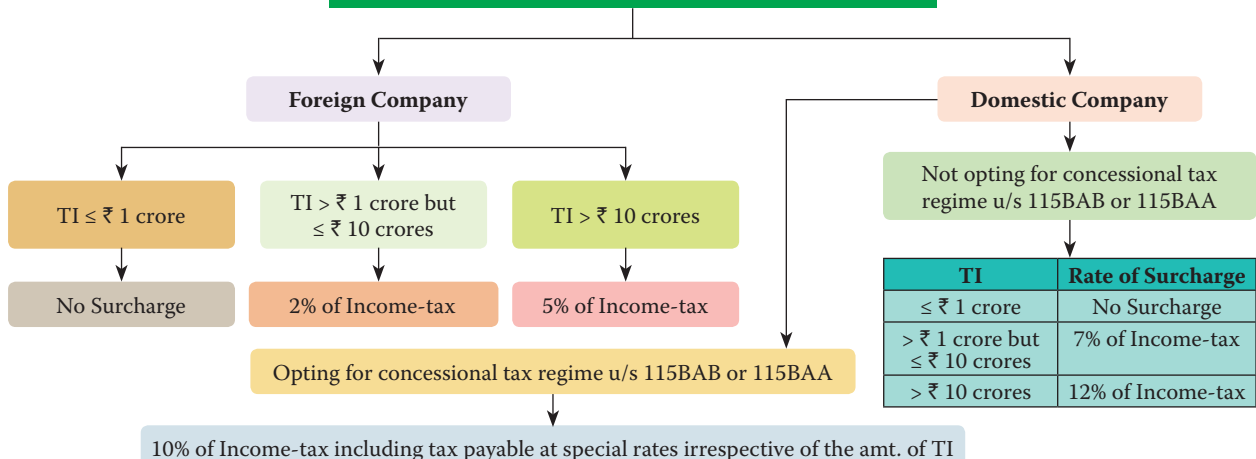 Foreign Company
Domestic Company
TI ≤ ₹ 1 crore
TI > ₹ 1 crore but
≤ ₹ 10 crores
TI > ₹ 10 crores
Not opting for concessional tax
regime u/s 115BAB or 115BAA
No Surcharge
2% of Income-tax
5% of Income-tax
TI Rate of Surcharge
≤ ₹ 1 crore No Surcharge
> ₹ 1 crore but 7% of Income-tax
≤ ₹ 10 crores
> ₹ 10 crores 12% of Income-tax
Opting for concessional tax regime u/s 115BAB or 115BAA
10% of Income-tax including tax payable at special rates irrespective of the amt. of TI